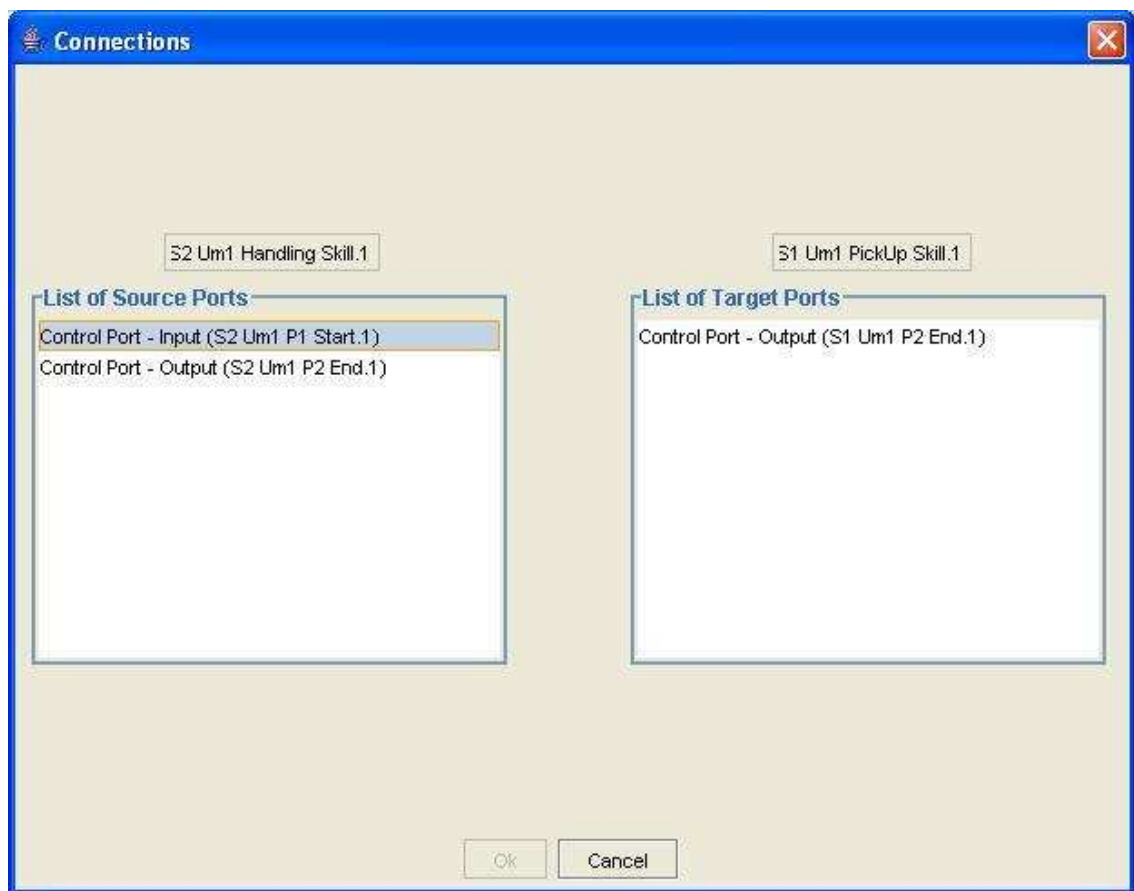 Connections
S2 Um1 Handling Skill.1
S1 Um1 PickUp Skill.1
List of Source Ports
Control Port - Input (S2 Um1 P1 Start.1)
Control Port - Output (S2 Um1 P2 End.1)
List of Target Ports
Control Port - Output (S1 Um1 P2 End.1)
Ok
Cancel